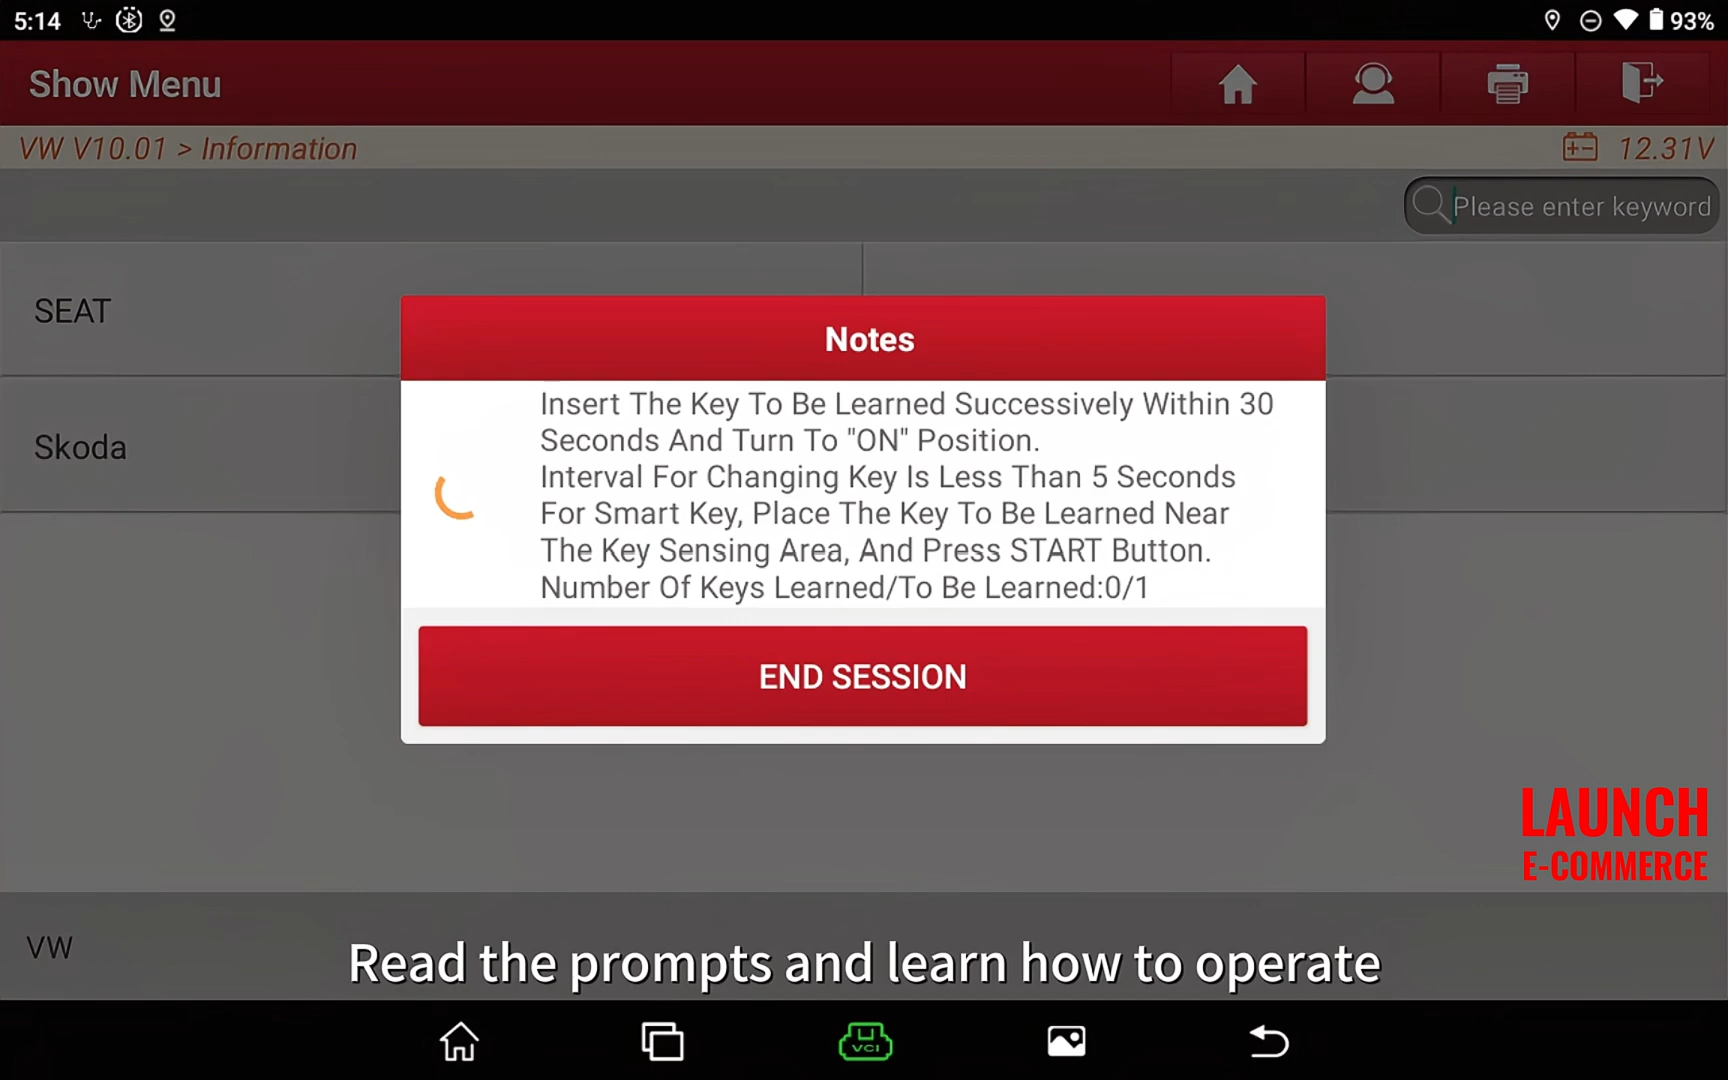 5:14
93%
Show Menu
VW V10.01 > Information
12.31V
Please enter keyword
SEAT
Notes
Insert The Key To Be Learned Successively Within 30
Seconds And Turn To "ON" Position.
Interval For Changing Key Is Less Than 5 Seconds
For Smart Key, Place The Key To Be Learned Near
The Key Sensing Area, And Press START Button.
Number Of Keys Learned/To Be Learned:0/1
Skoda
END SESSION
LAUNCH
E-COMMERCE
VW
Read the prompts and learn how to operate
VCI